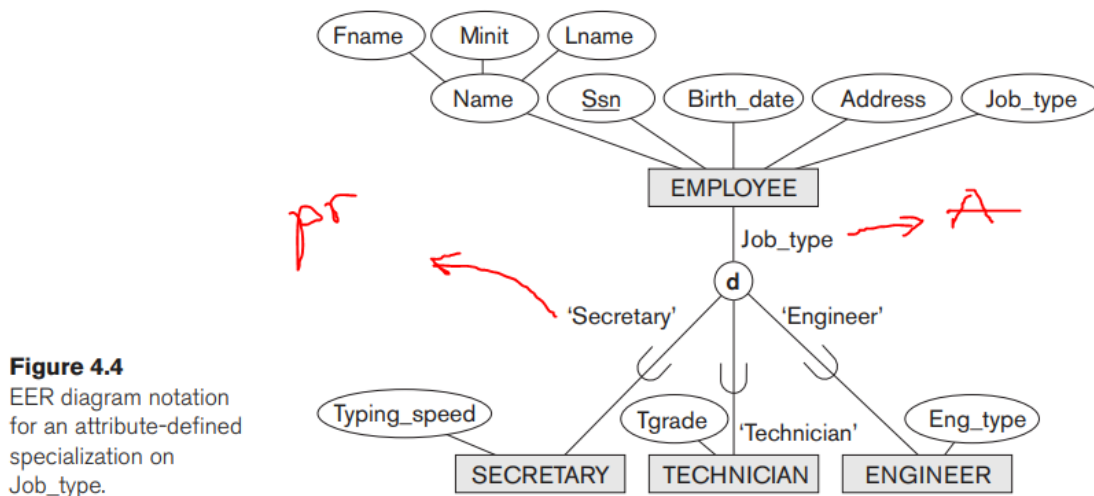 Fname Minit Lname
Name Ssn Birth_date Address Job_type
EMPLOYEE
pr
Job_type
A
d
‘Secretary’ ‘Engineer’
Figure 4.4
EER diagram notation
for an attribute-defined
specialization on
Job_type.
Typing_speed Tgrade Eng_type
‘Technician’
SECRETARY TECHNICIAN ENGINEER